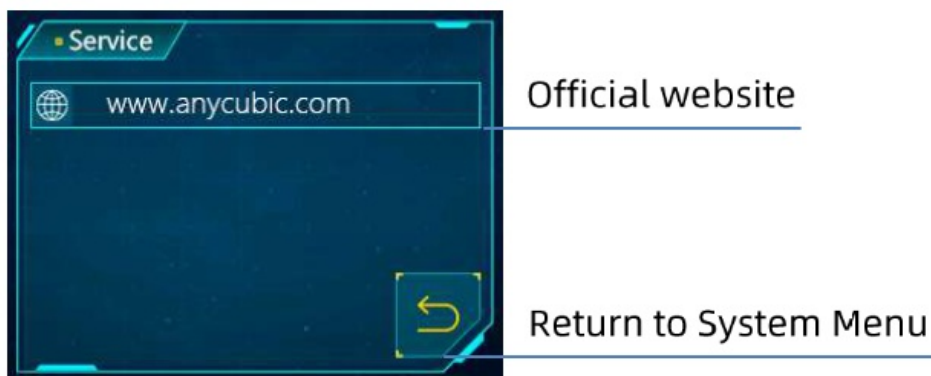 Service
www.anycubic.com
Official website
Return to System Menu